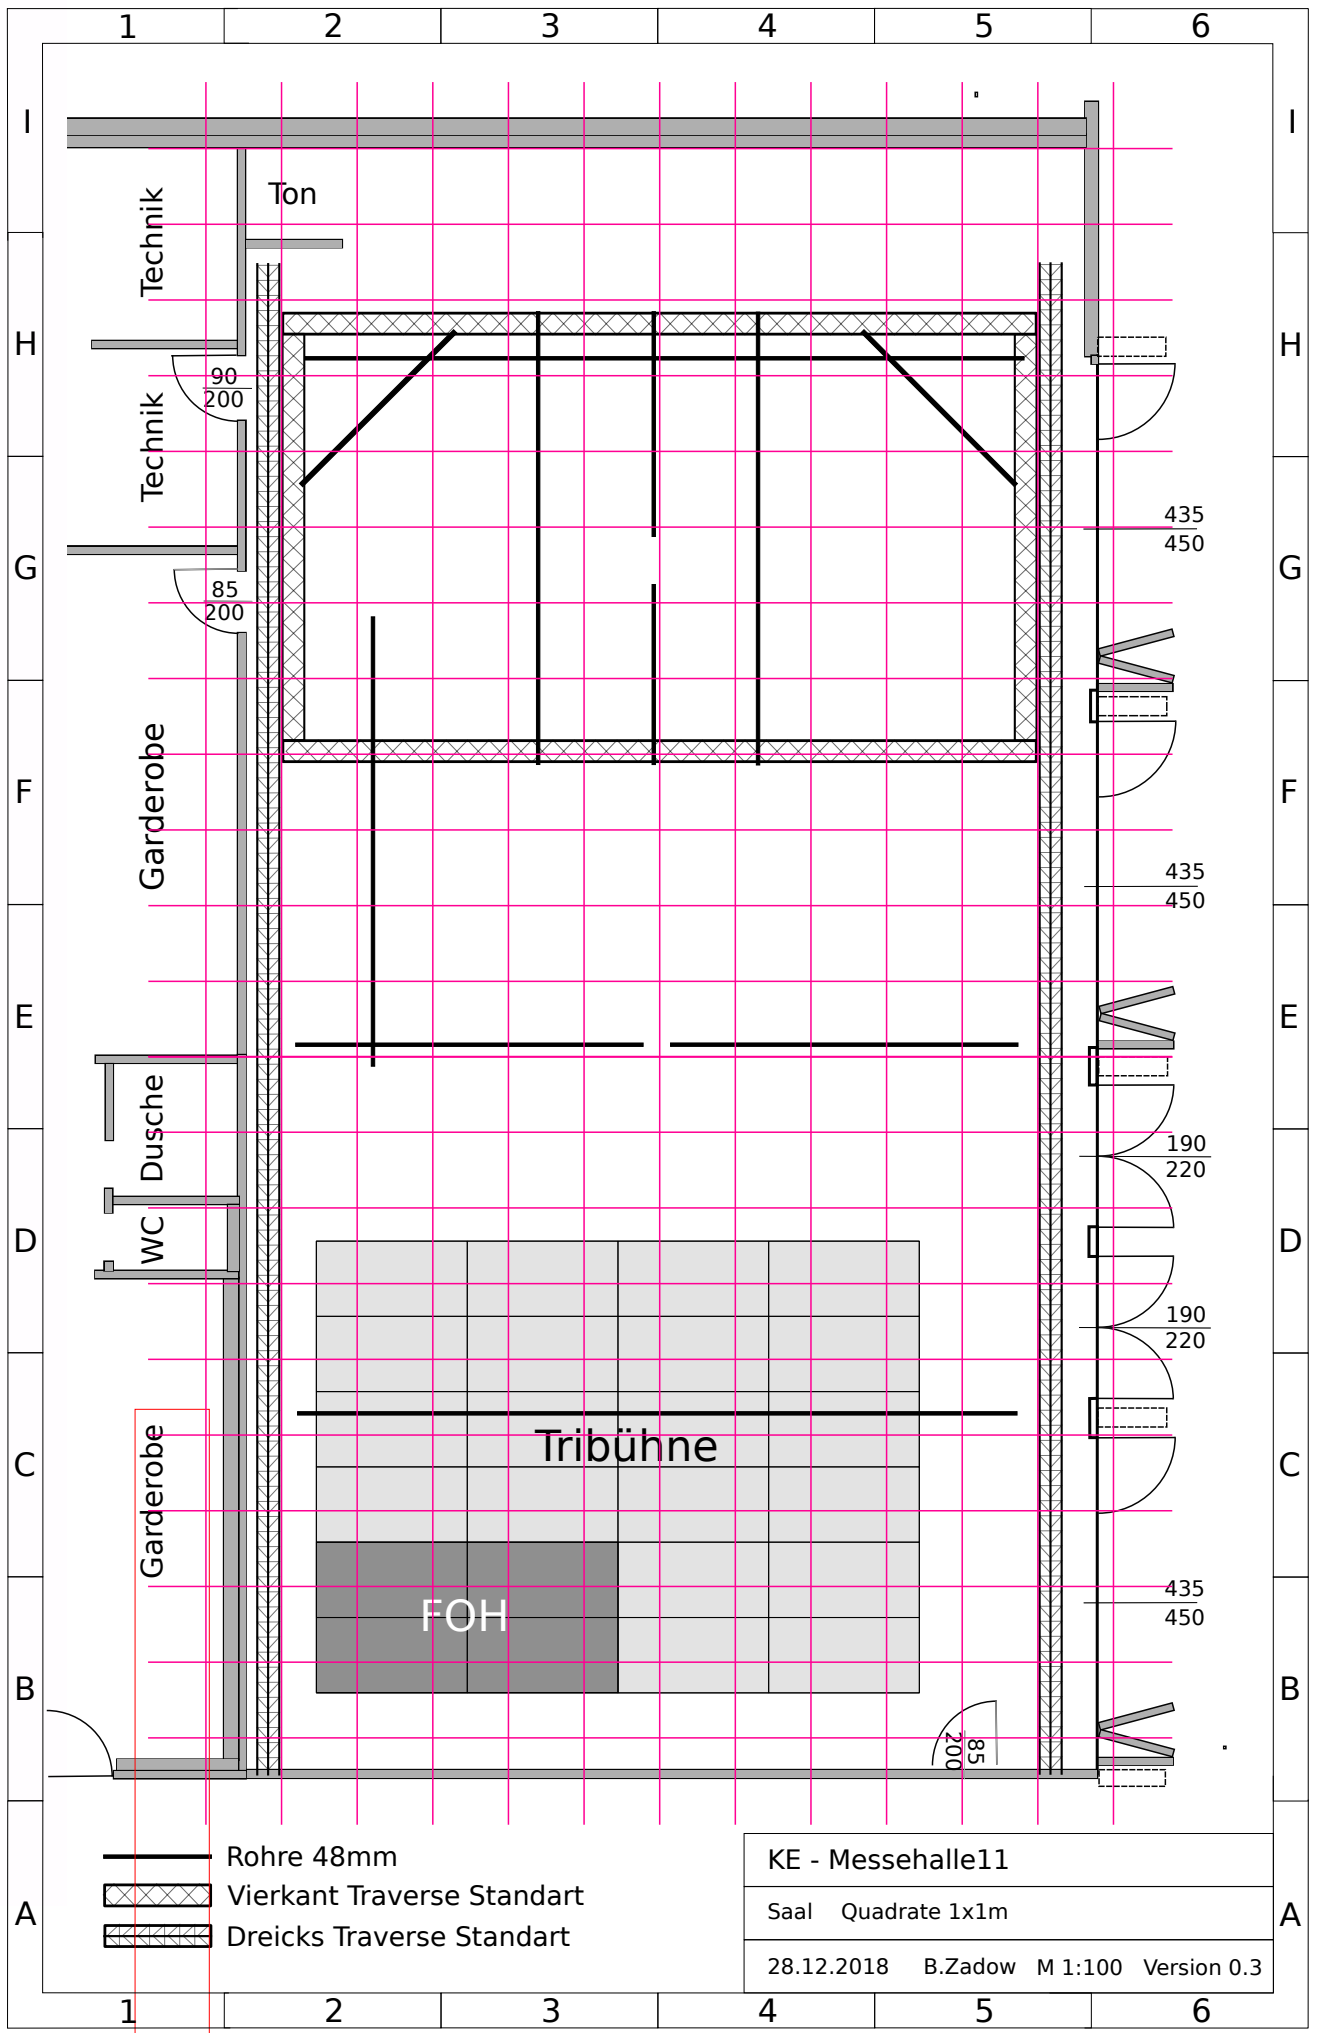 1 2 3 4 5 6
I I
Ton
Technik
H H
90
200
Technik
435
450
G G
85
200
Garderobe
F F
435
450
E E
Dusche
190
220
WC
D D
190
220
Tribühne
C C
Garderobe
435
450
FOH
B B
85
200
Rohre 48mm
Vierkant Traverse Standart
Dreicks Traverse Standart
A A
KE - Messehalle11
Saal Quadrate 1x1m
28.12.2018 B.Zadow M 1:100 Version 0.3
1 2 3 4 5 6